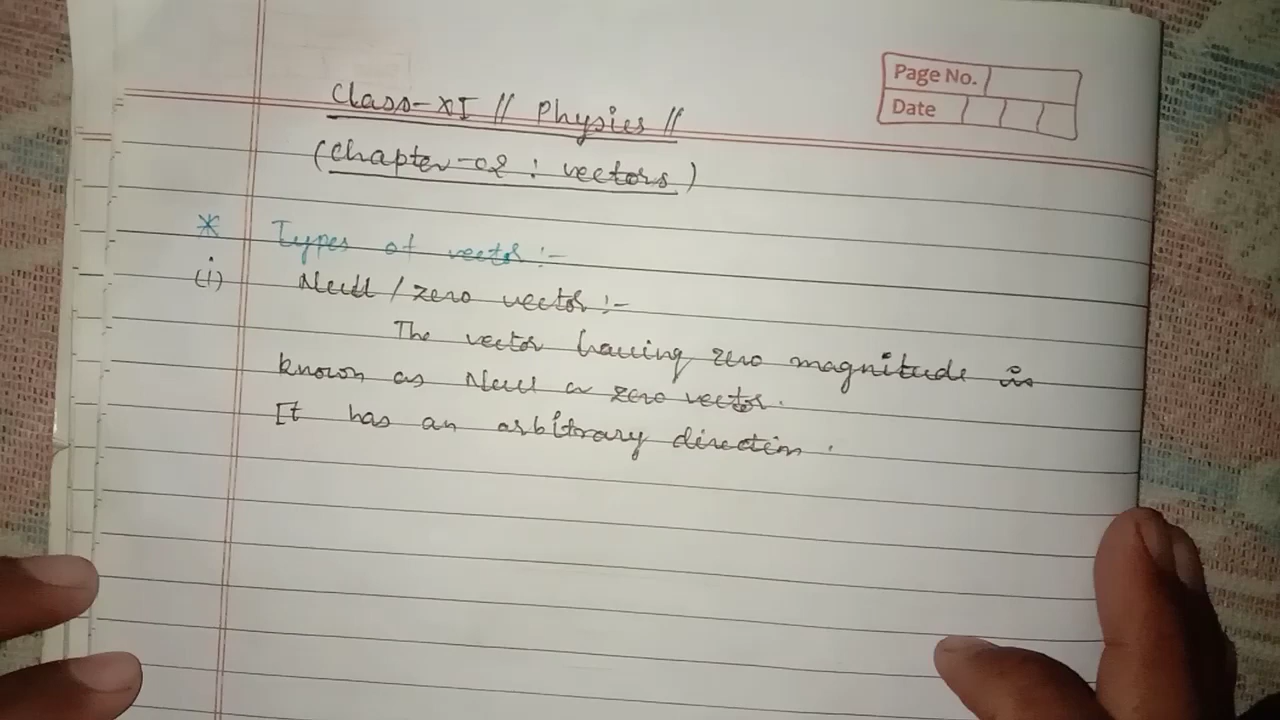 Page No.
Date
Class-XI // Physics //
(Chapter-02 : vectors)
* Types of vector :-
(i) Null / zero vector :-
The vector having zero magnitude is
known as Null or zero vector.
It has an arbitrary direction.